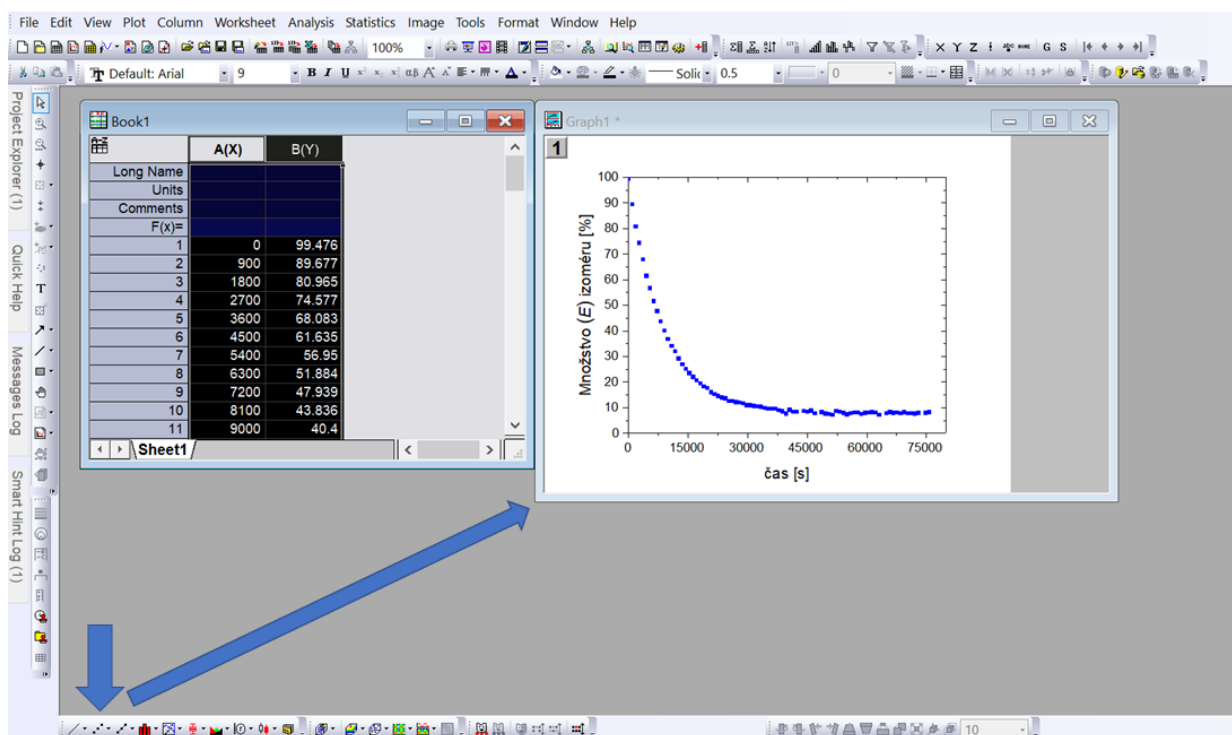 File Edit View Plot Column Worksheet Analysis Statistics Image Tools Format Window Help
100%
X Y Z
G S
Default: Arial 9 B I U αβ A A 0.5 0
Project Explorer (1)
Quick Help
Messages Log
Smart Hint Log (1)
T
Book1
A(X) B(Y)
Long Name
Units
Comments
F(x)=
1 0 99.476
2 900 89.677
3 1800 80.965
4 2700 74.577
5 3600 68.083
6 4500 61.635
7 5400 56.95
8 6300 51.884
9 7200 47.939
10 8100 43.836
11 9000 40.4
Sheet1
Graph1 *
1
Množstvo (E) izoméru [%]
100
90
80
70
60
50
40
30
20
10
0
0 15000 30000 45000 60000 75000
čas [s]
10